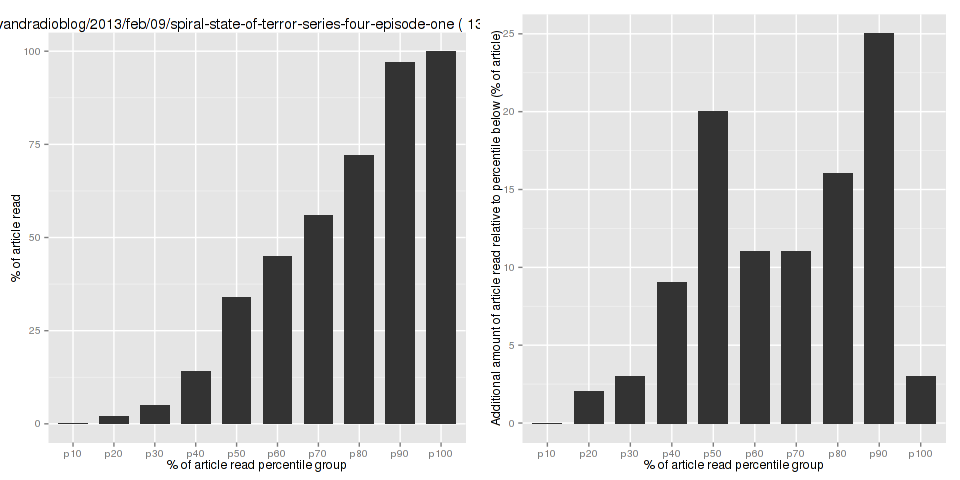 vandradioblog/2013/feb/09/spiral-state-of-terror-series-four-episode-one ( 13
% of article read
100
75
50
25
0
p10 p20 p30 p40 p50 p60 p70 p80 p90 p100
% of article read percentile group
Additional amount of article read relative to percentile below (% of article)
25
20
15
10
5
0
p10 p20 p30 p40 p50 p60 p70 p80 p90 p100
% of article read percentile group